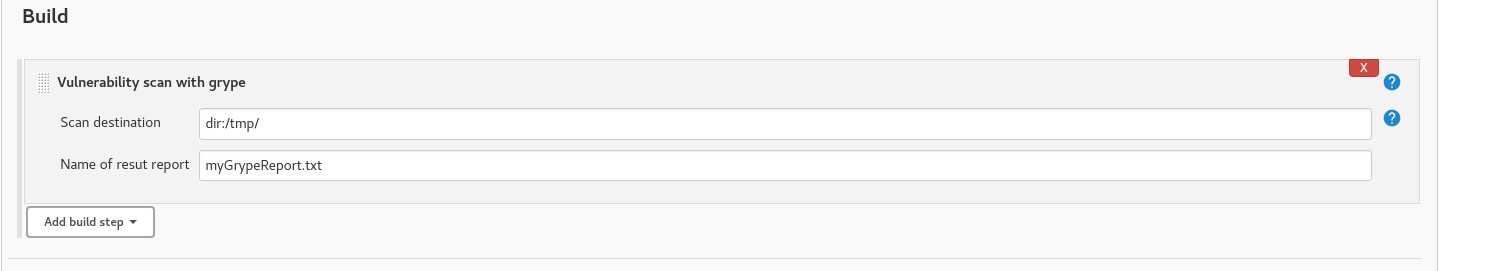 Build
Vulnerability scan with grype
X
?
Scan destination
dir:/tmp/
?
Name of resut report
myGrypeReport.txt
Add build step